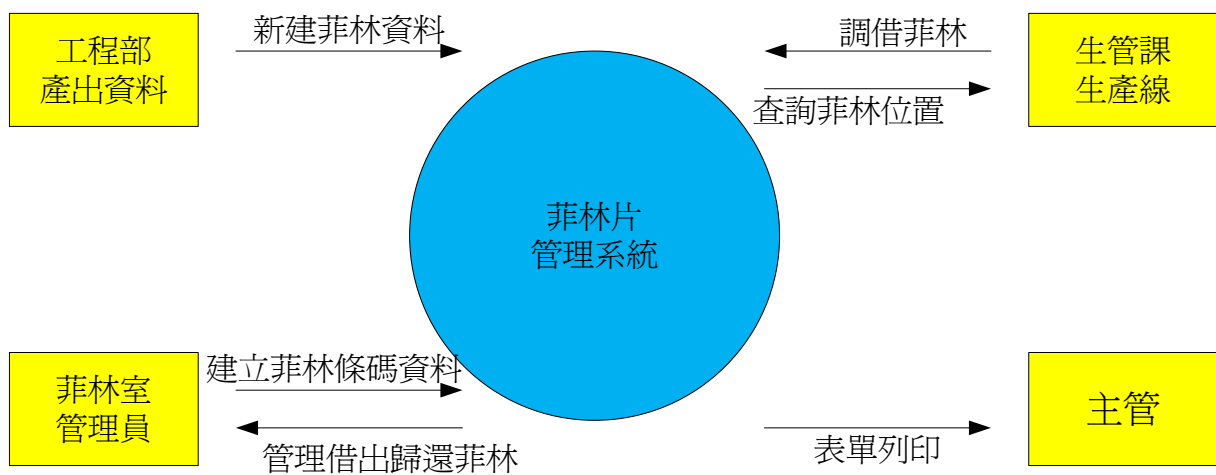 工程部
產出資料
新建菲林資料
調借菲林
查詢菲林位置
生管課
生產線
菲林片
管理系統
菲林室
管理員
建立菲林條碼資料
管理借出歸還菲林
表單列印
主管